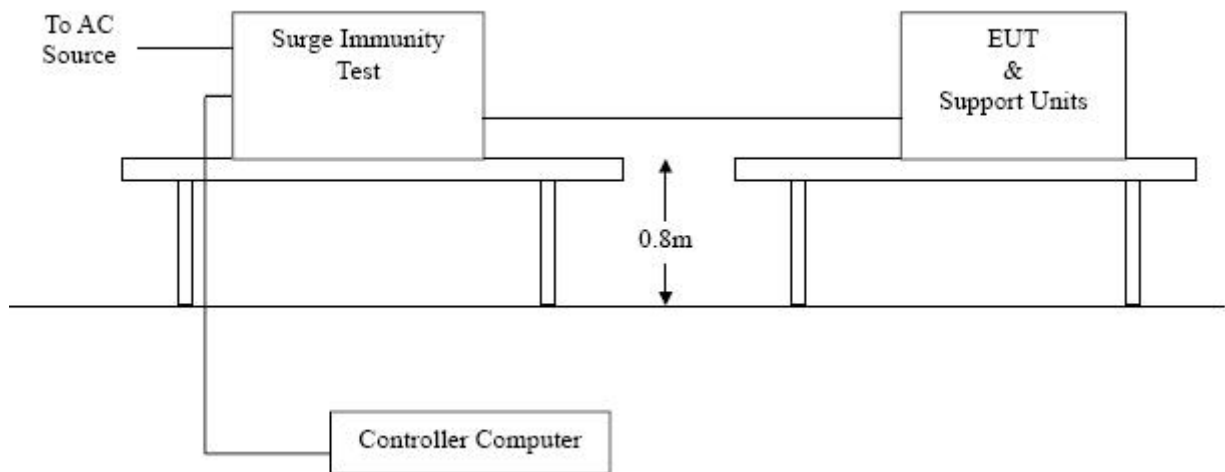 To AC
Source
Surge Immunity
Test
EUT
&
Support Units
0.8m
Controller Computer